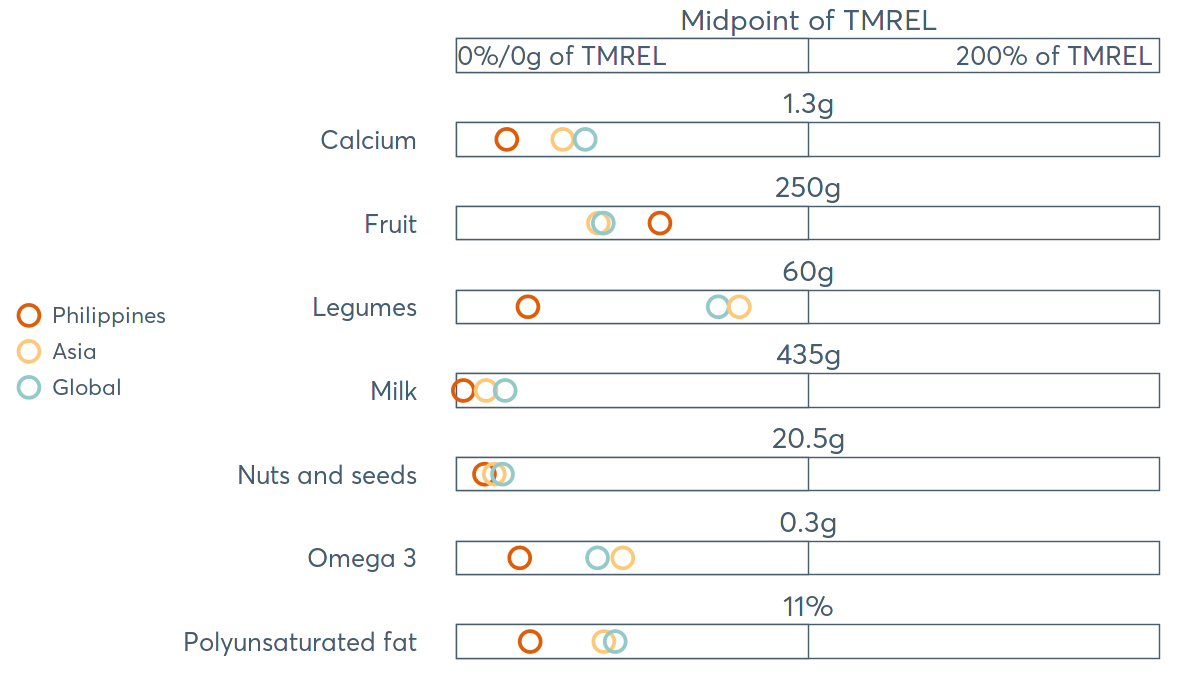 Midpoint of TMREL
0%/0g of TMREL
200% of TMREL
1.3g
Calcium
250g
Fruit
60g
Legumes
435g
Milk
20.5g
Nuts and seeds
0.3g
Omega 3
11%
Polyunsaturated fat
Philippines
Asia
Global